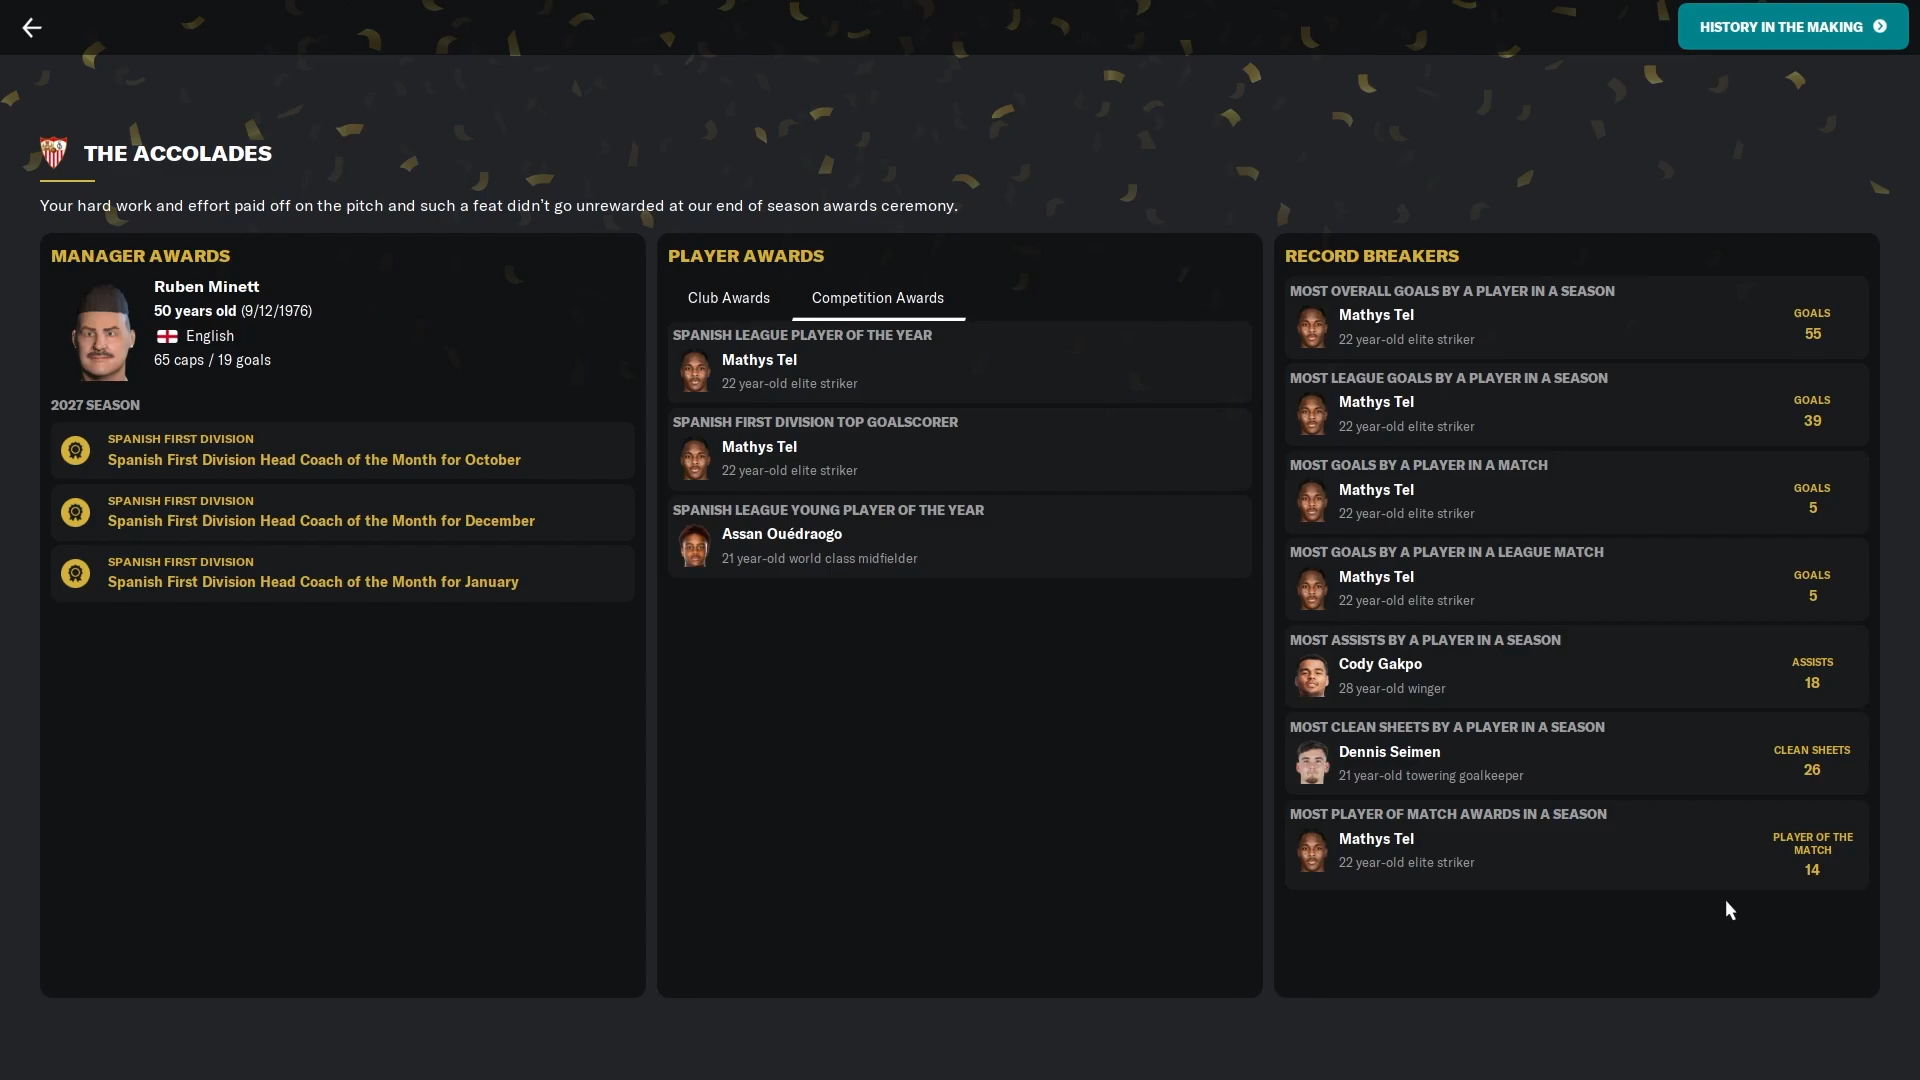 HISTORY IN THE MAKING
THE ACCOLADES
Your hard work and effort paid off on the pitch and such a feat didn’t go unrewarded at our end of season awards ceremony.
MANAGER AWARDS
Ruben Minett
50 years old (9/12/1976)
English
65 caps / 19 goals
2027 SEASON
SPANISH FIRST DIVISION
Spanish First Division Head Coach of the Month for October
SPANISH FIRST DIVISION
Spanish First Division Head Coach of the Month for December
SPANISH FIRST DIVISION
Spanish First Division Head Coach of the Month for January
PLAYER AWARDS
Club Awards
Competition Awards
SPANISH LEAGUE PLAYER OF THE YEAR
Mathys Tel
22 year-old elite striker
SPANISH FIRST DIVISION TOP GOALSCORER
Mathys Tel
22 year-old elite striker
SPANISH LEAGUE YOUNG PLAYER OF THE YEAR
Assan Ouédraogo
21 year-old world class midfielder
RECORD BREAKERS
MOST OVERALL GOALS BY A PLAYER IN A SEASON
Mathys Tel
22 year-old elite striker
GOALS
55
MOST LEAGUE GOALS BY A PLAYER IN A SEASON
Mathys Tel
22 year-old elite striker
GOALS
39
MOST GOALS BY A PLAYER IN A MATCH
Mathys Tel
22 year-old elite striker
GOALS
5
MOST GOALS BY A PLAYER IN A LEAGUE MATCH
Mathys Tel
22 year-old elite striker
GOALS
5
MOST ASSISTS BY A PLAYER IN A SEASON
Cody Gakpo
28 year-old winger
ASSISTS
18
MOST CLEAN SHEETS BY A PLAYER IN A SEASON
Dennis Seimen
21 year-old towering goalkeeper
CLEAN SHEETS
26
MOST PLAYER OF MATCH AWARDS IN A SEASON
Mathys Tel
22 year-old elite striker
PLAYER OF THE
MATCH
14